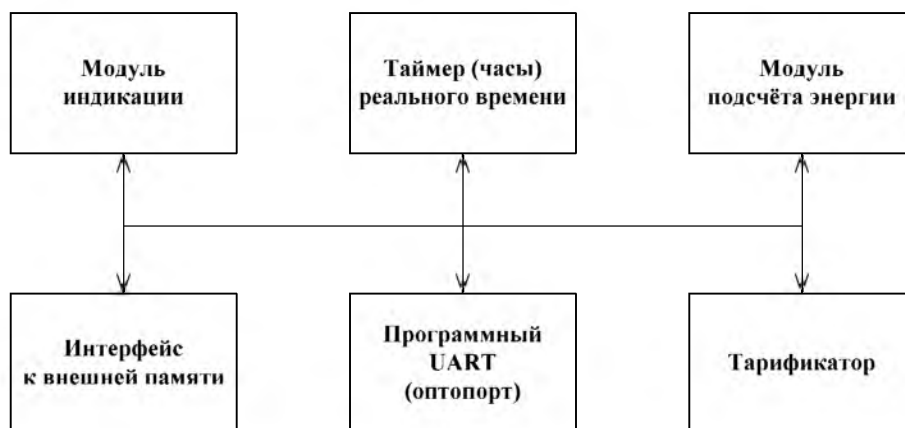 Модуль
индикации
Таймер (часы)
реального времени
Модуль
подсчёта энергии
Интерфейс
к внешней памяти
Программный
UART
(оптопорт)
Тарификатор